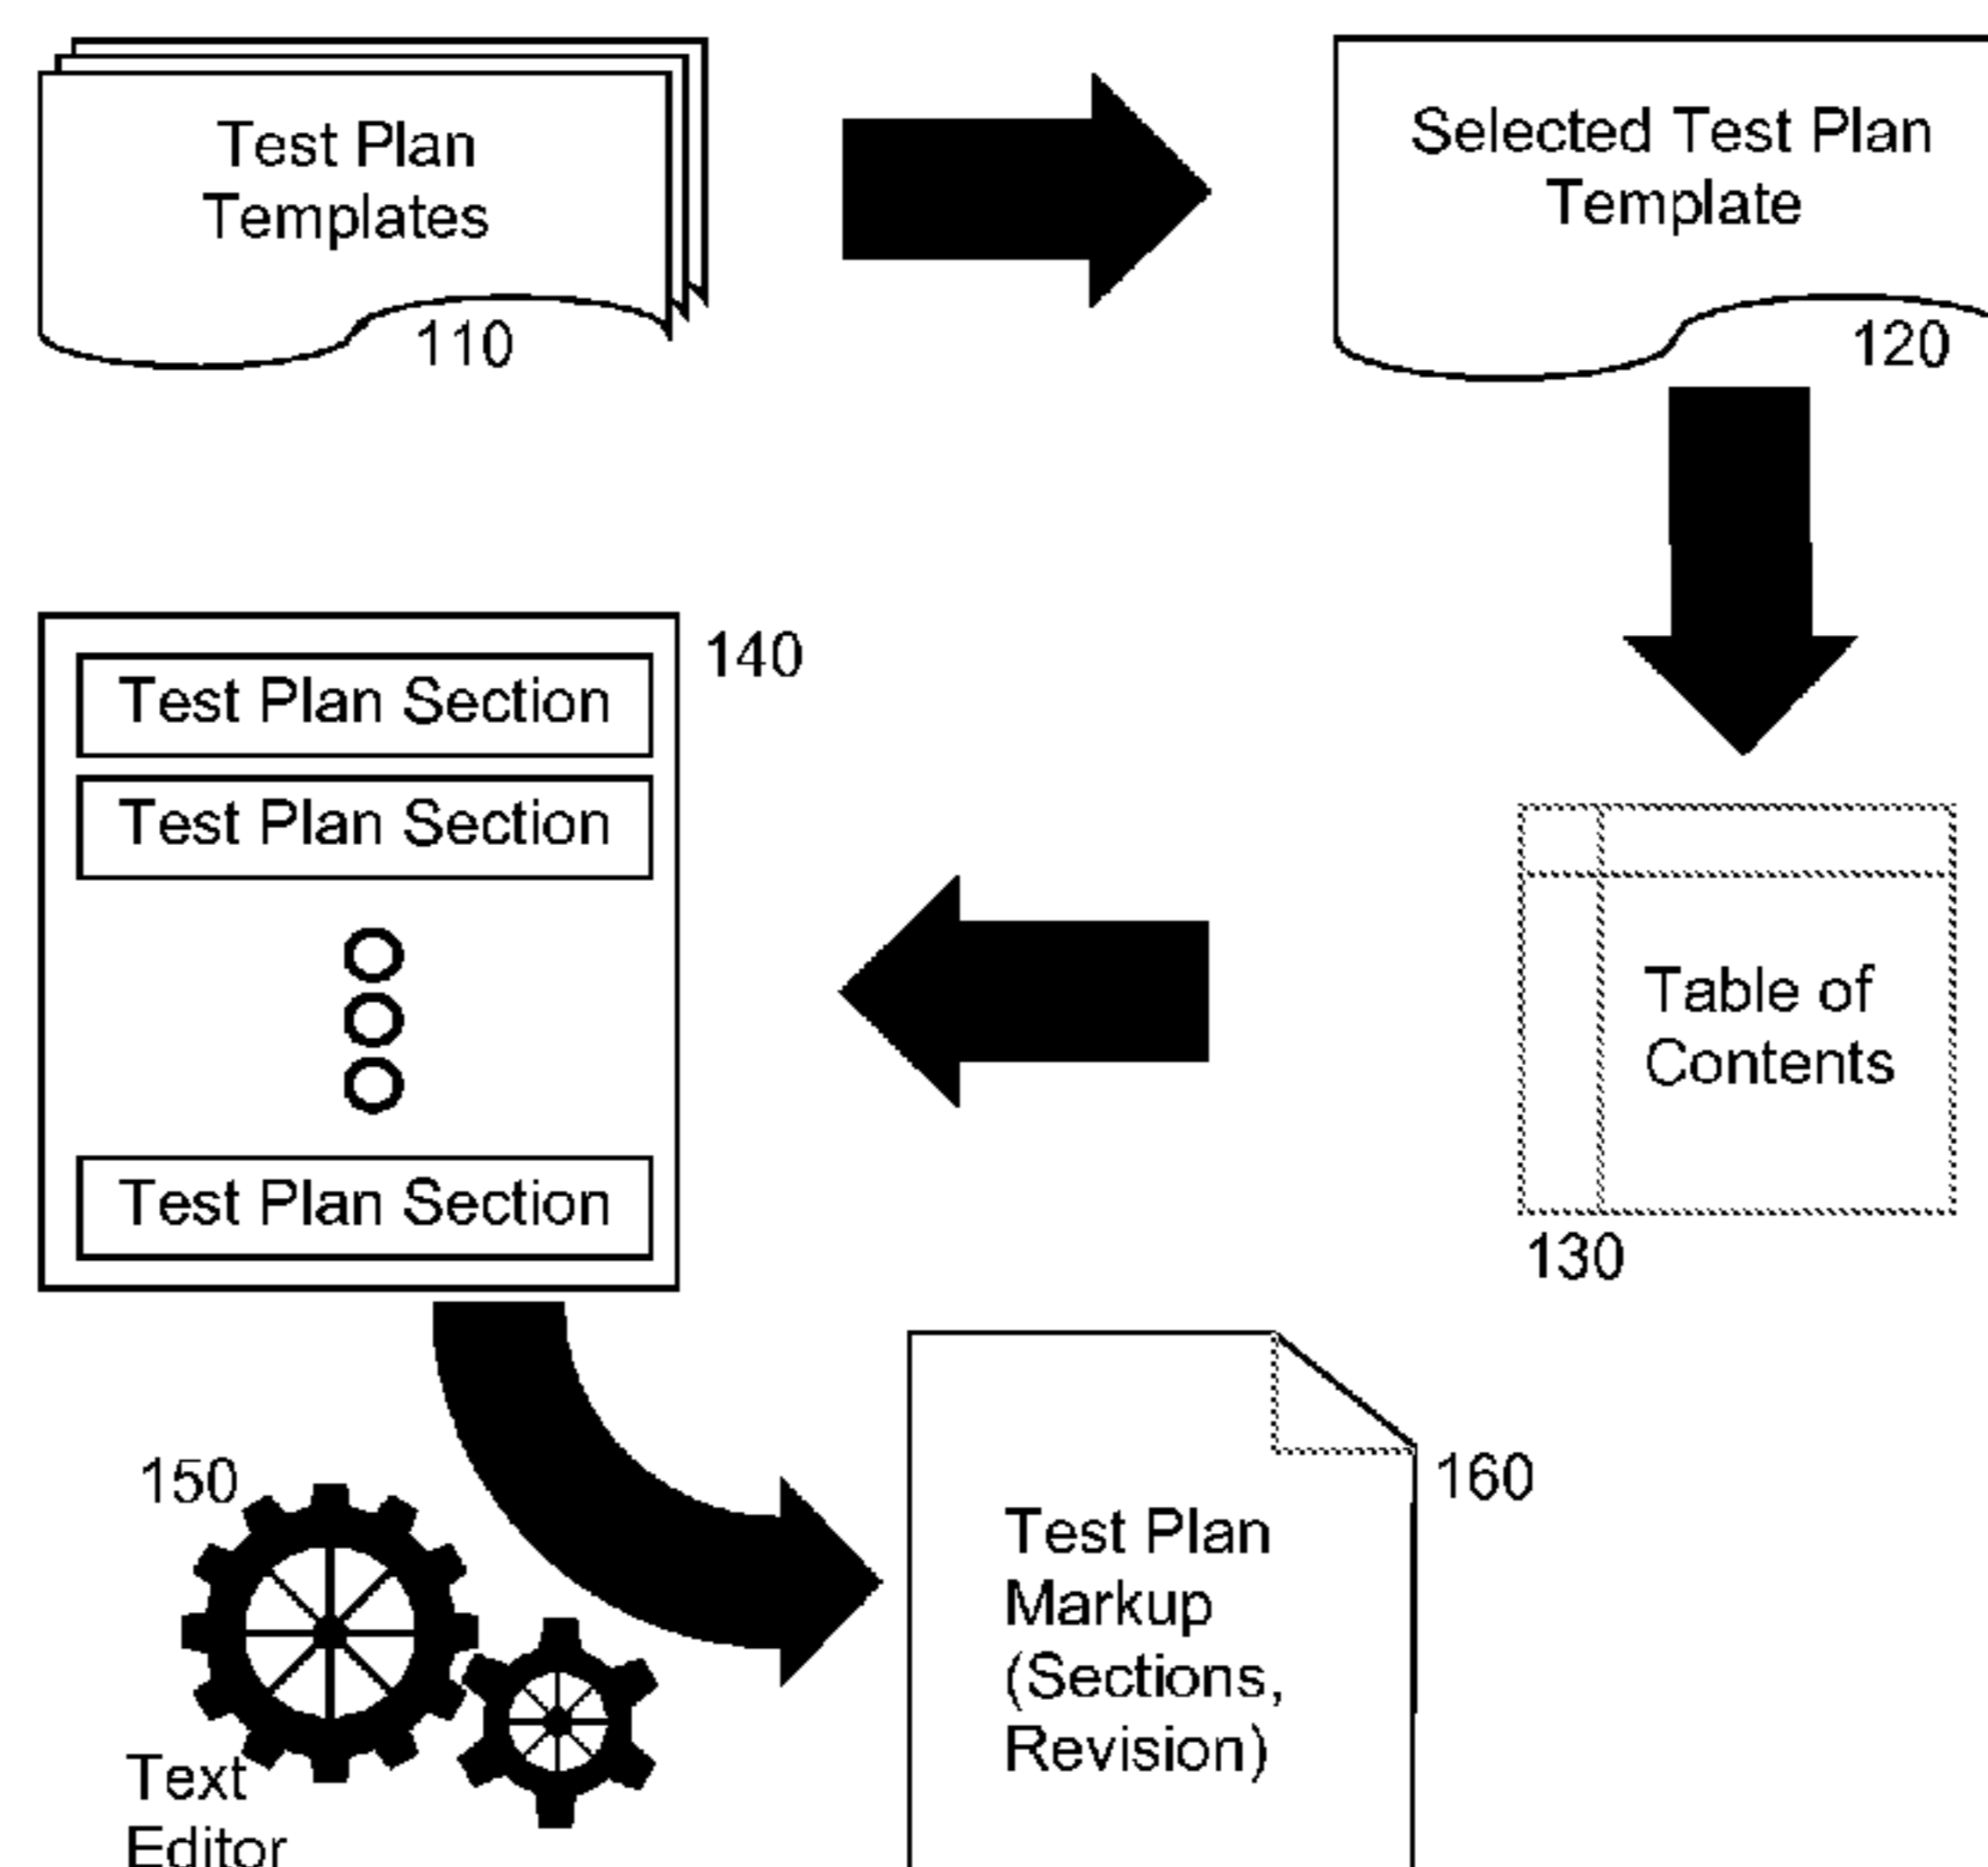 Test Plan
Templates
110
Selected Test Plan
Template
120
140
Test Plan Section
Test Plan Section
Test Plan Section
Table of
Contents
130
150
Text
Editor
160
Test Plan
Markup
(Sections,
Revision)